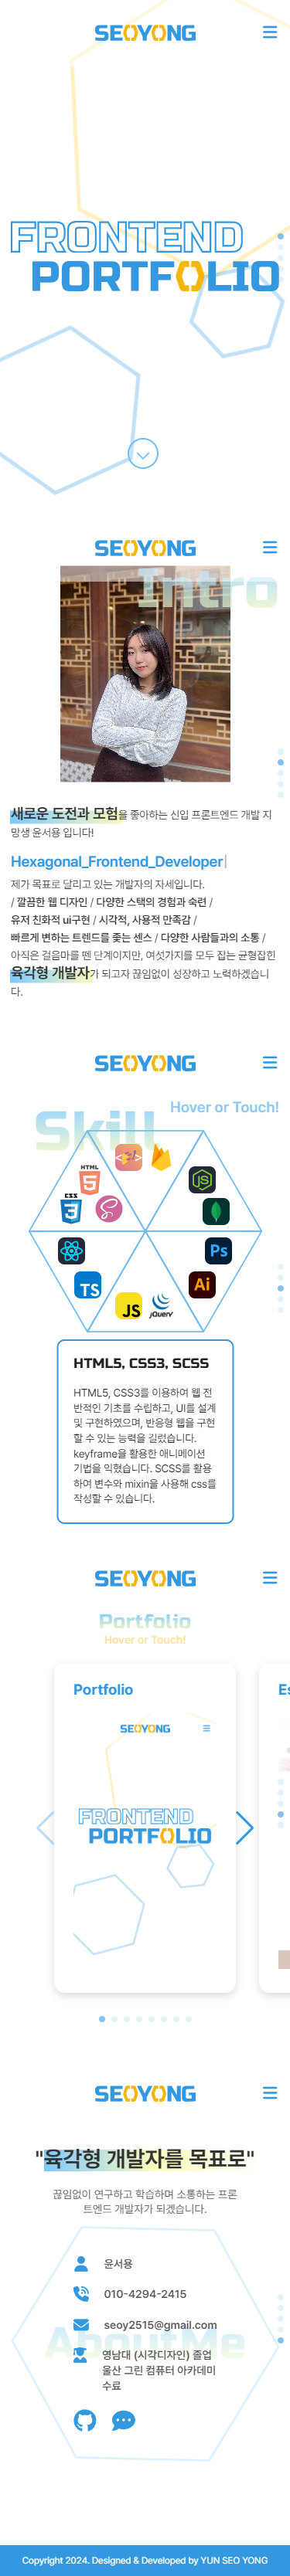 SEOYONG
FRONTEND
PORTFOLIO
SEOYONG
Intro
새로운 도전과 모험을 좋아하는 신입 프론트엔드 개발 지
망생 윤서용 입니다!
Hexagonal_Frontend_Developer|
제가 목표로 달리고 있는 개발자의 자세입니다.
/ 깔끔한 웹 디자인 / 다양한 스택의 경험과 숙련 /
유저 친화적 ui구현 / 시각적, 사용적 만족감 /
빠르게 변하는 트렌드를 좇는 센스 / 다양한 사람들과의 소통 /
아직은 걸음마를 뗀 단계이지만, 여섯가지를 모두 잡는 균형잡힌
육각형 개발자가 되고자 끊임없이 성장하고 노력하겠습니
다.
SEOYONG
Hover or Touch!
Skill
HTML
5
CSS
3
JS
Ps
TS
Ai
JS
jQuery
HTML5, CSS3, SCSS
HTML5, CSS3를 이용하여 웹 전
반적인 기초를 수립하고, UI를 설계
및 구현하였으며, 반응형 웹을 구현
할 수 있는 능력을 길렀습니다.
keyframe을 활용한 애니메이션
기법을 익혔습니다. SCSS를 활용
하여 변수와 mixin을 사용해 css를
작성할 수 있습니다.
SEOYONG
Portfolio
Hover or Touch!
Portfolio
Es
SEOYONG
FRONTEND
PORTFOLIO
SEOYONG
"육각형 개발자를 목표로"
끊임없이 연구하고 학습하며 소통하는 프론
트엔드 개발자가 되겠습니다.
윤서용
010-4294-2415
seoy2515@gmail.com
AboutMe
영남대 (시각디자인) 졸업
울산 그린 컴퓨터 아카데미
수료
Copyright 2024. Designed & Developed by YUN SEO YONG